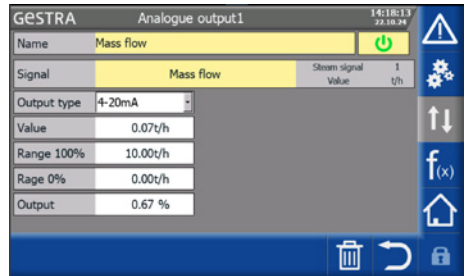 GESTRA Analogue output1 14:18:13
22.10.24
Name Mass flow
Signal Mass flow Steam signal 1
Value t/h
Output type 4-20mA
Value 0.07t/h
Range 100% 10.00t/h
Rage 0% 0.00t/h
Output 0.67 %
f(x)